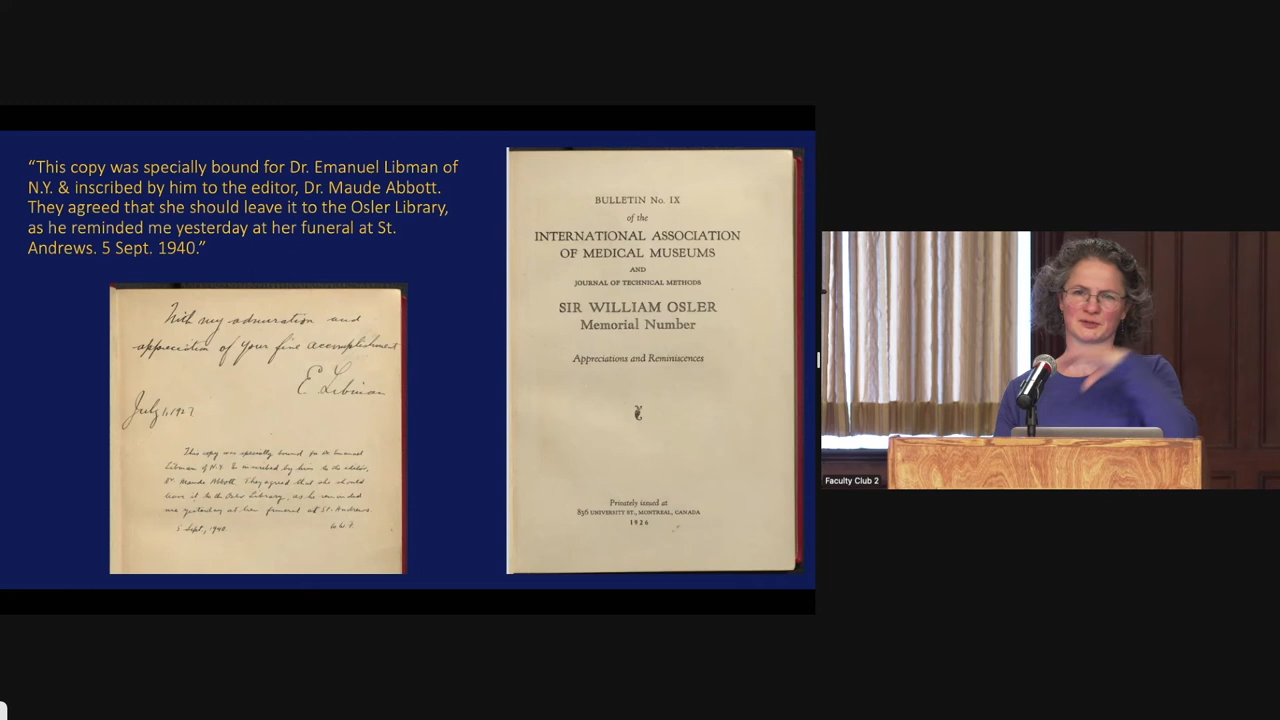 “This copy was specially bound for Dr. Emanuel Libman of
N.Y. & inscribed by him to the editor, Dr. Maude Abbott.
They agreed that she should leave it to the Osler Library,
as he reminded me yesterday at her funeral at St.
Andrews. 5 Sept. 1940.”
With my admiration and
appreciation of your fine accomplishment
E Libman
July 1, 1927
This copy was specially bound for Dr Emanuel
Libman of N.Y. & inscribed by him to the editor,
Dr Maude Abbott. They agreed that she should
leave it to the Osler Library, as he reminded
me yesterday at her funeral at St. Andrews.
5 Sept., 1940 W.W.F.
BULLETIN No. IX
of the
INTERNATIONAL ASSOCIATION
OF MEDICAL MUSEUMS
AND
JOURNAL OF TECHNICAL METHODS
SIR WILLIAM OSLER
Memorial Number
Appreciations and Reminiscences
Privately issued at
836 UNIVERSITY ST., MONTREAL, CANADA
1926
Faculty Club 2